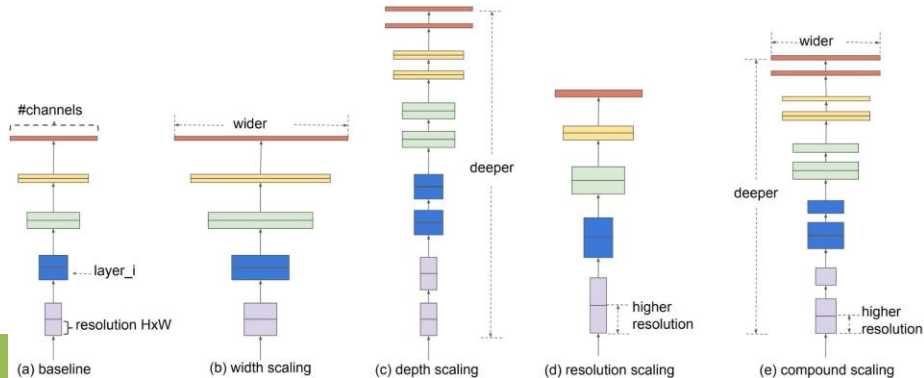 #channels
layer_i
resolution HxW
(a) baseline
wider
(b) width scaling
deeper
(c) depth scaling
higher
resolution
(d) resolution scaling
wider
deeper
higher
resolution
(e) compound scaling